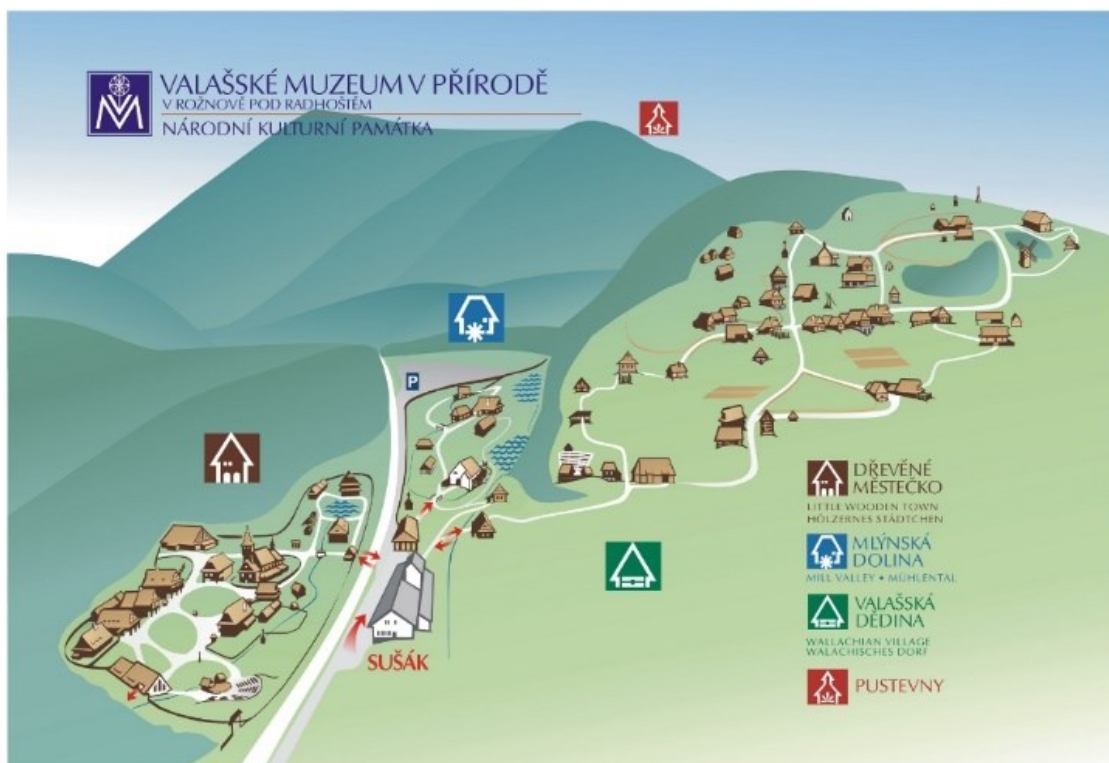 VALAŠSKÉ MUZEUM V PŘÍRODĚ
V ROŽNOVĚ POD RADHOŠTĚM
NÁRODNÍ KULTURNÍ PAMÁTKA
P
SUŠÁK
DŘEVĚNÉ
MĚSTEČKO
LITTLE WOODEN TOWN
HÖLZERNES STÄDTCHEN
MLÝNSKÁ
DOLINA
MILL VALLEY • MÜHLENTAL
VALAŠSKÁ
DĚDINA
WALLACHIAN VILLAGE
WALACHISCHES DORF
PUSTEVNY